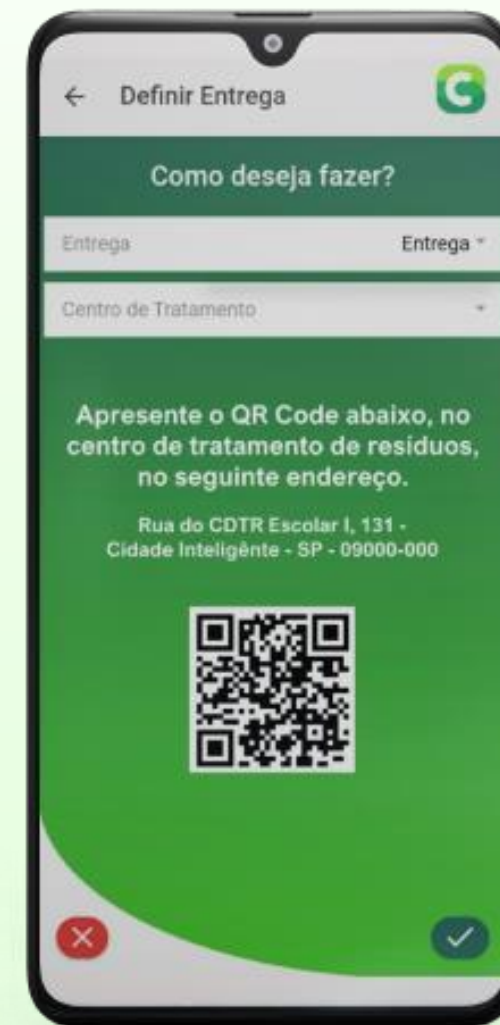 Definir Entrega
Como deseja fazer?
Entrega Entrega
Centro de Tratamento
Apresente o QR Code abaixo, no
centro de tratamento de resíduos,
no seguinte endereço.
Rua do CDTR Escolar I, 131 -
Cidade Inteligênte - SP - 09000-000